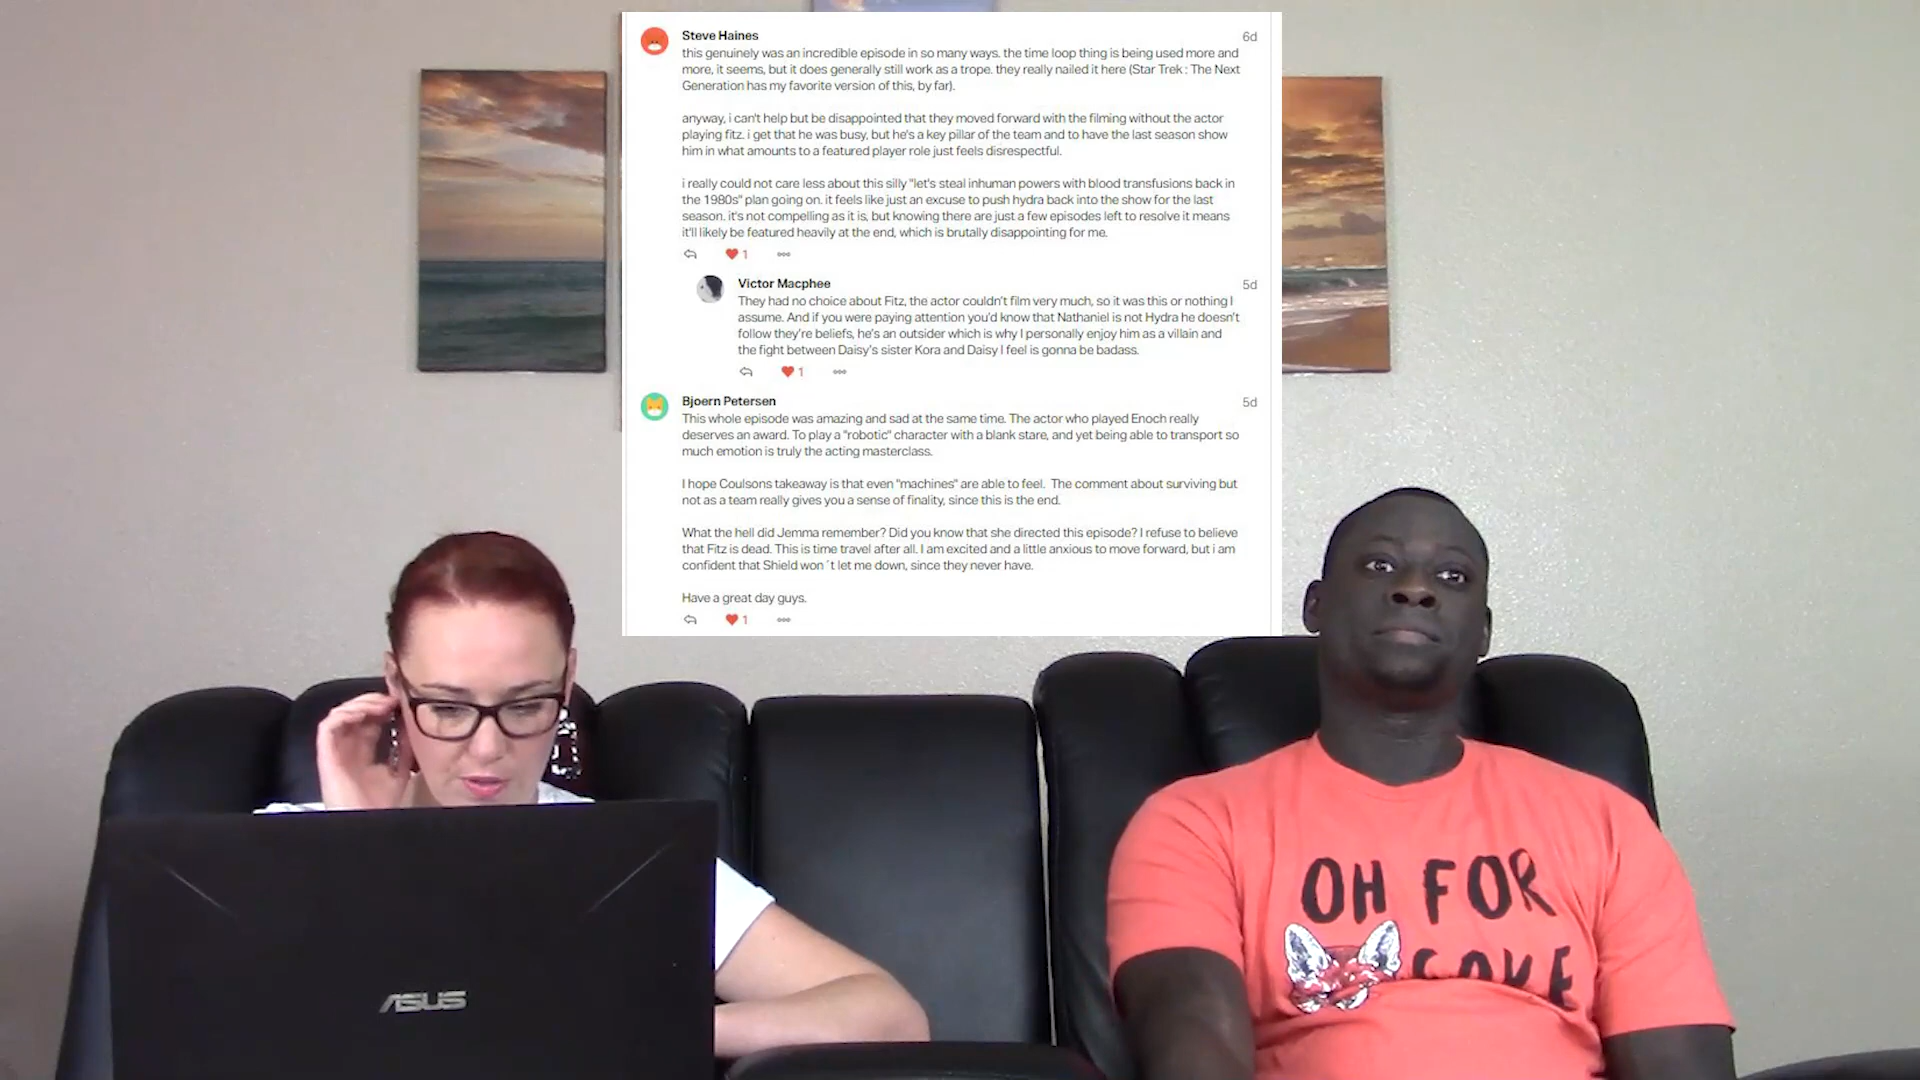 Steve Haines
6d
this genuinely was an incredible episode in so many ways. the time loop thing is being used more and
more, it seems, but it does generally still work as a trope. they really nailed it here (Star Trek : The Next
Generation has my favorite version of this, by far).
anyway, i can't help but be disappointed that they moved forward with the filming without the actor
playing fitz. i get that he was busy, but he's a key pillar of the team and to have the last season show
him in what amounts to a featured player role just feels disrespectful.
i really could not care less about this silly "let's steal inhuman powers with blood transfusions back in
the 1980s" plan going on. it feels like just an excuse to push hydra back into the show for the last
season. it's not compelling as it is, but knowing there are just a few episodes left to resolve it means
it'll likely be featured heavily at the end, which is brutally disappointing for me.
1
Victor Macphee
5d
They had no choice about Fitz, the actor couldn't film very much, so it was this or nothing I
assume. And if you were paying attention you'd know that Nathaniel is not Hydra he doesn't
follow they're beliefs, he's an outsider which is why I personally enjoy him as a villain and
the fight between Daisy's sister Kora and Daisy I feel is gonna be badass.
1
Bjoern Petersen
5d
This whole episode was amazing and sad at the same time. The actor who played Enoch really
deserves an award. To play a "robotic" character with a blank stare, and yet being able to transport so
much emotion is truly the acting masterclass.
I hope Coulsons takeaway is that even "machines" are able to feel. The comment about surviving but
not as a team really gives you a sense of finality, since this is the end.
What the hell did Jemma remember? Did you know that she directed this episode? I refuse to believe
that Fitz is dead. This is time travel after all. I am excited and a little anxious to move forward, but i am
confident that Shield won´t let me down, since they never have.
Have a great day guys.
1
OH FOR
ASUS